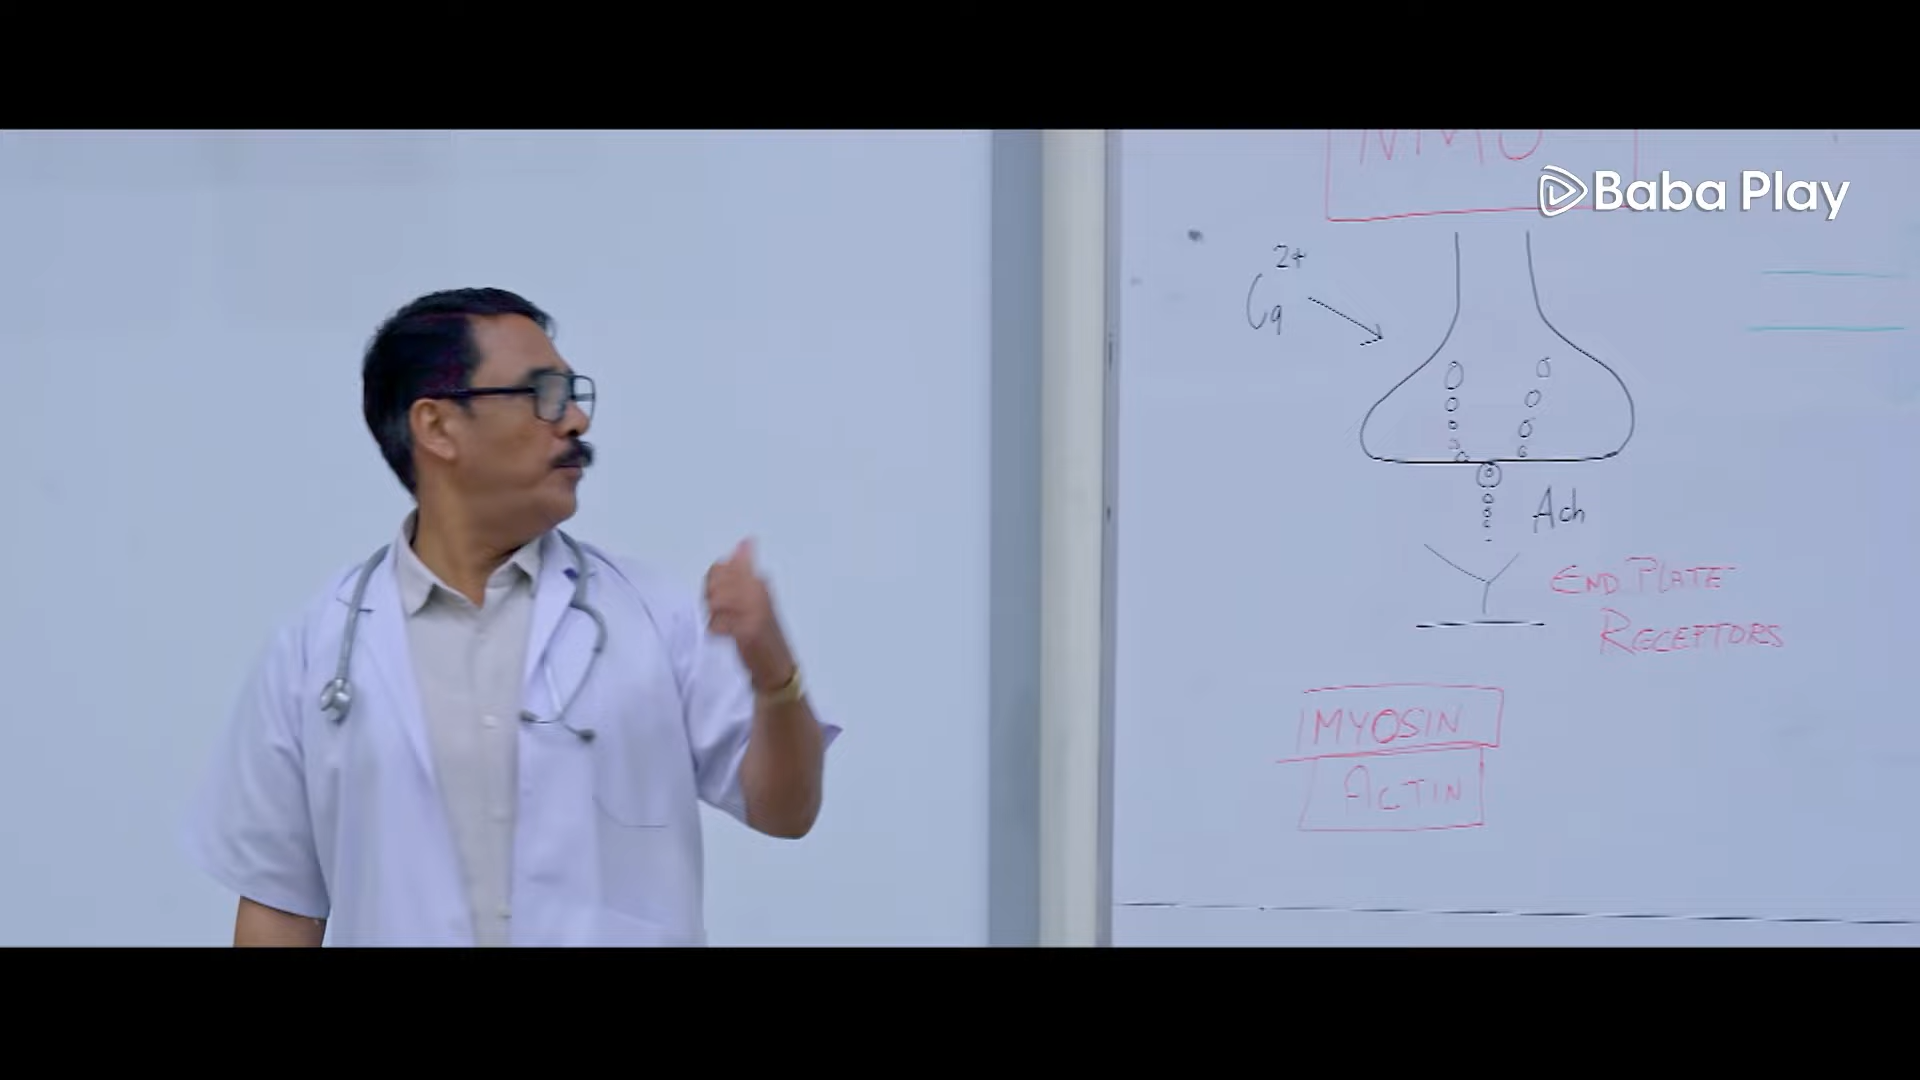 Baba Play
2+
Ca
Ach
END PLATE
RECEPTORS
MYOSIN
ACTIN